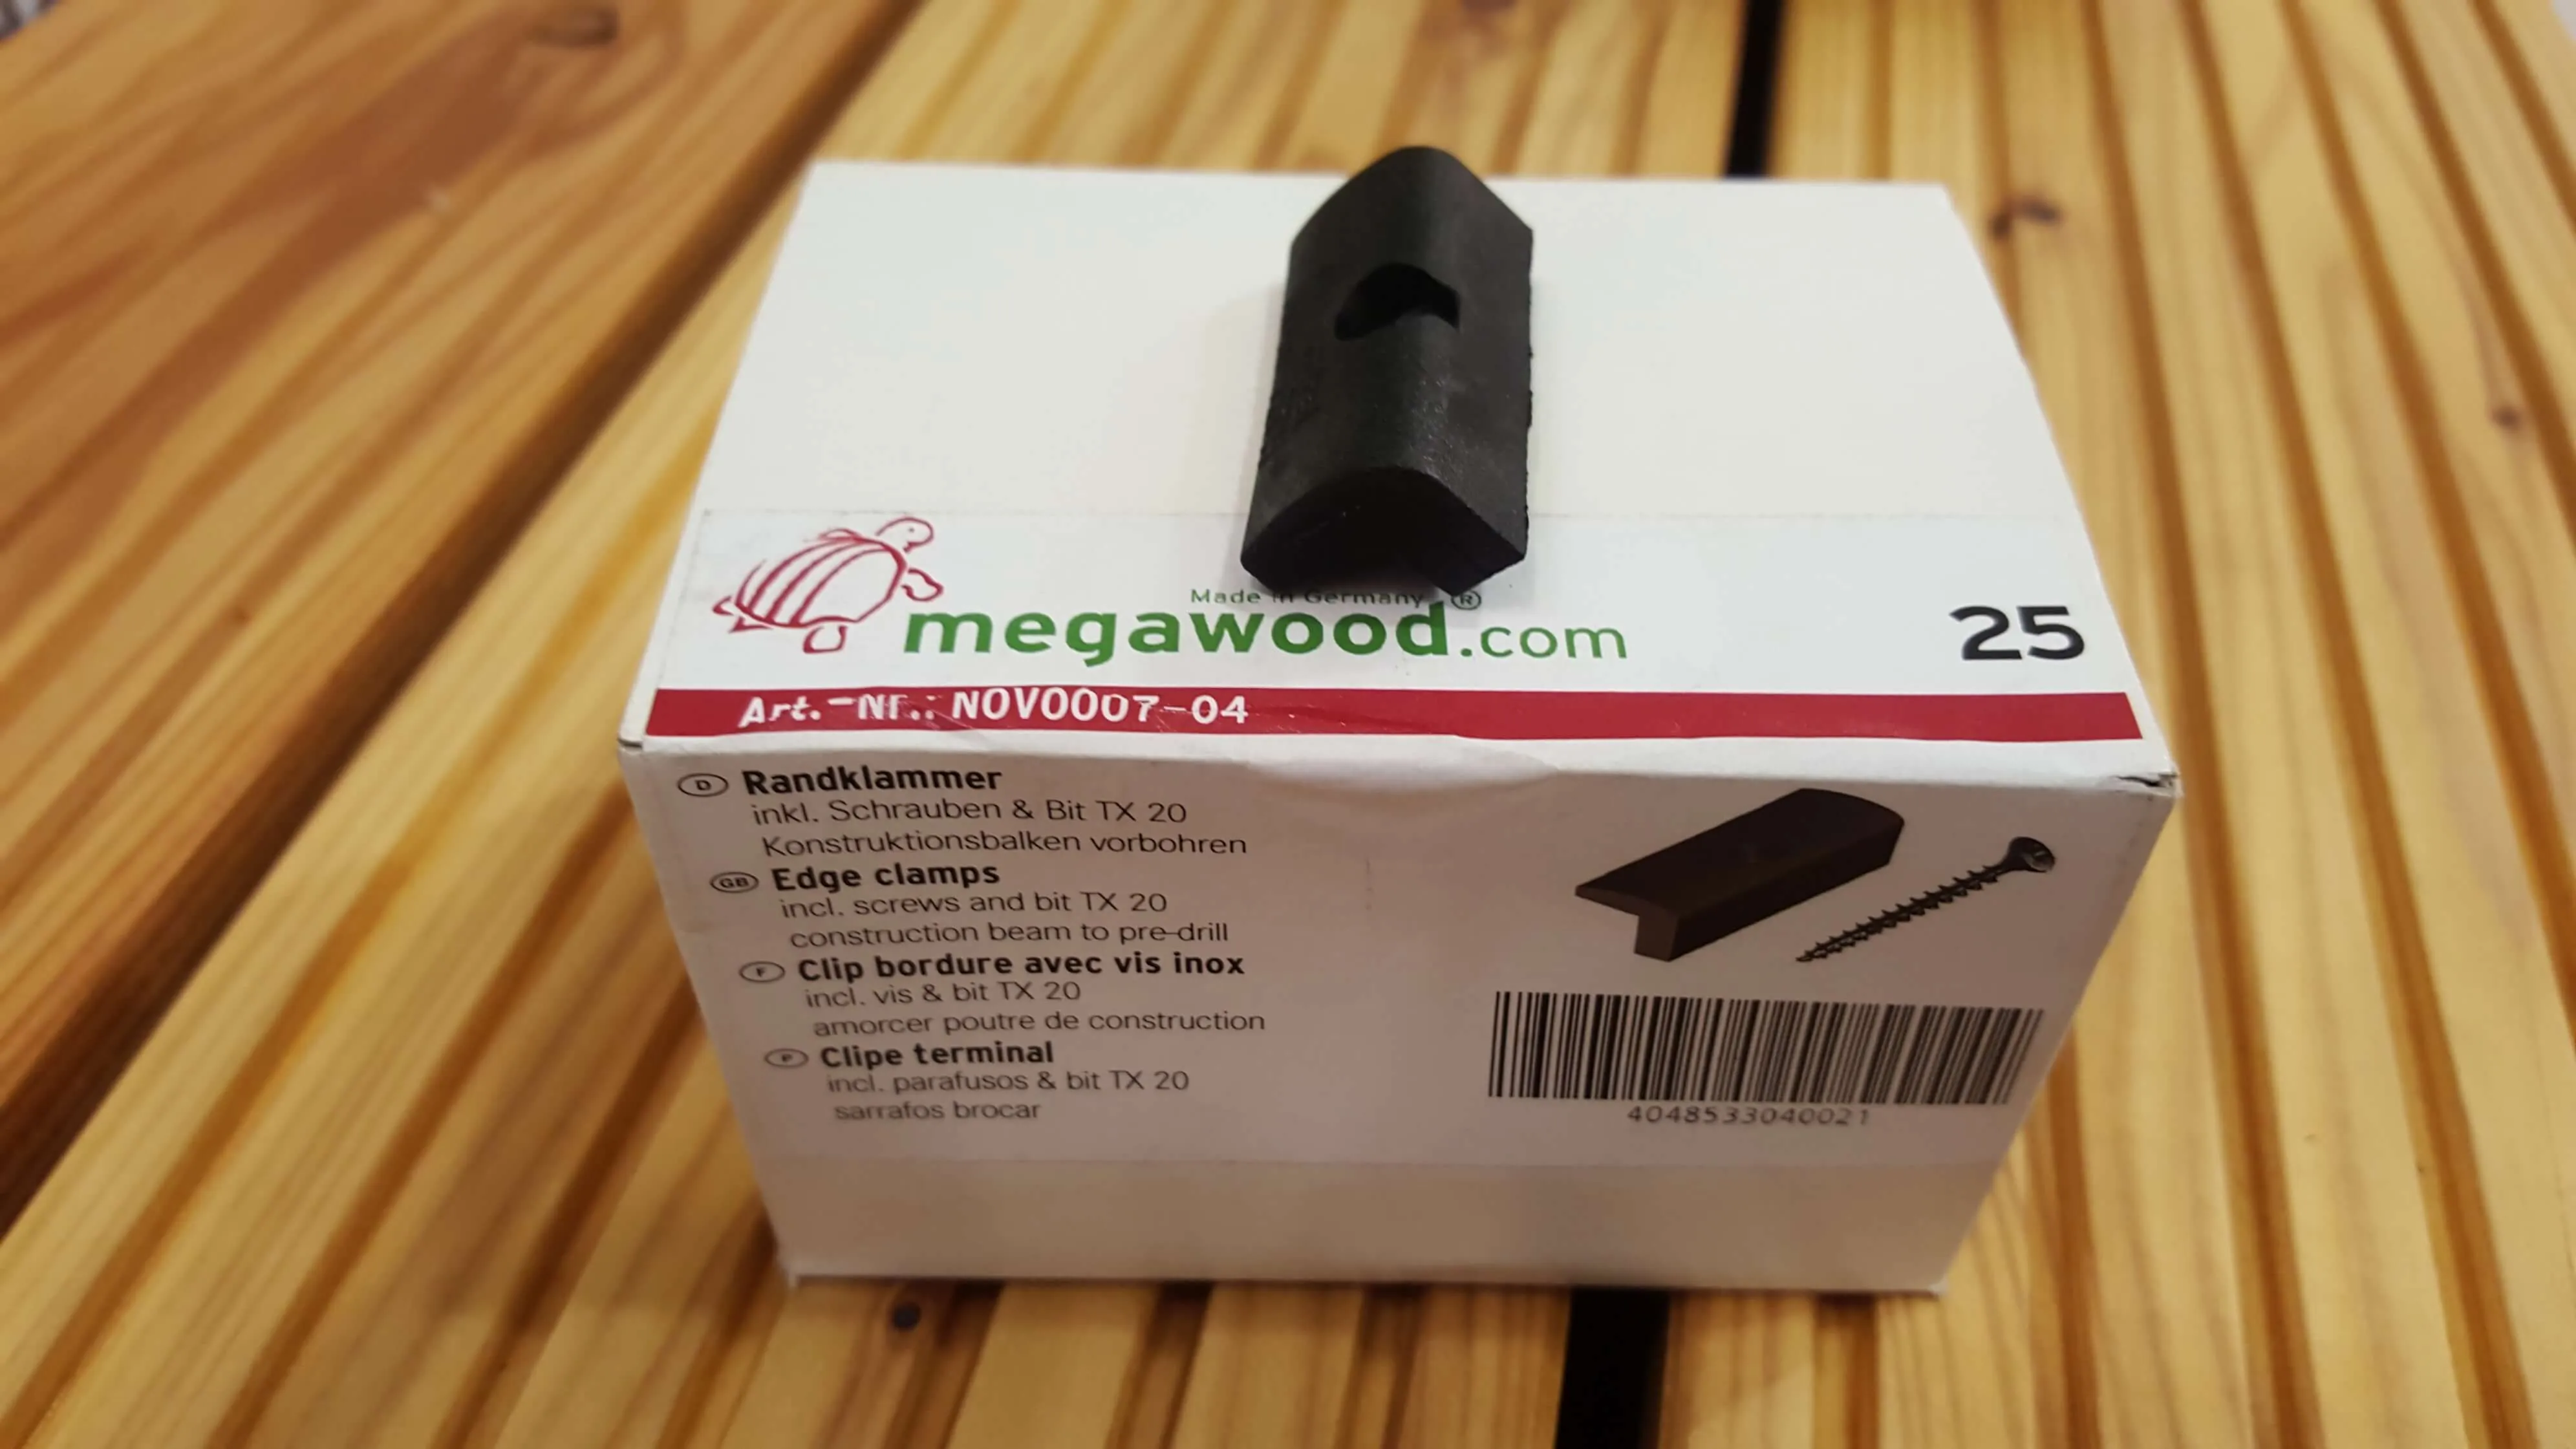 Made in Germany ®
megawood.com
25
Art.-Nr.: NOV0007-04
D Randklammer
inkl. Schrauben & Bit TX 20
Konstruktionsbalken vorbohren
GB Edge clamps
incl. screws and bit TX 20
construction beam to pre-drill
F Clip bordure avec vis inox
incl. vis & bit TX 20
amorcer poutre de construction
P Clipe terminal
incl. parafusos & bit TX 20
sarrafos brocar
4048533040021